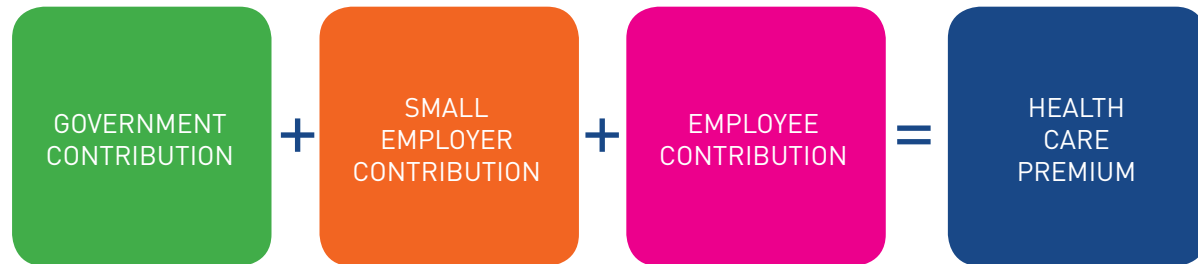 GOVERNMENT
CONTRIBUTION
+
SMALL
EMPLOYER
CONTRIBUTION
+
EMPLOYEE
CONTRIBUTION
=
HEALTH
CARE
PREMIUM